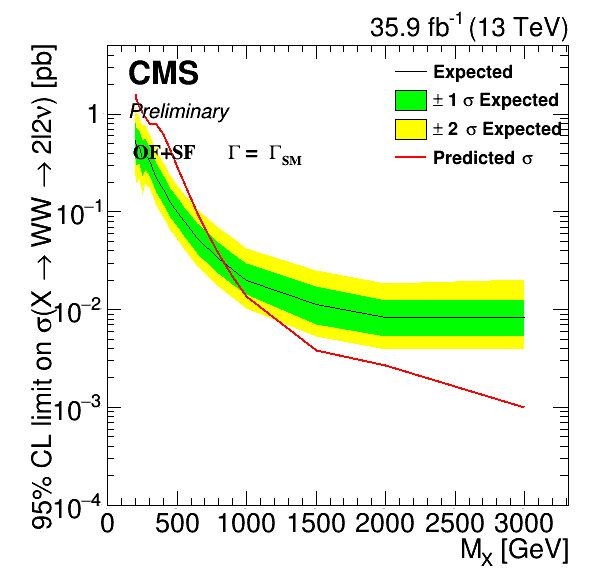 35.9 fb⁻¹ (13 TeV)
CMS
Preliminary
OF+SF Γ = Γ_SM
Expected
± 1 σ Expected
± 2 σ Expected
Predicted σ
95% CL limit on σ(X → WW → 2l2ν) [pb]
1
10⁻¹
10⁻²
10⁻³
10⁻⁴
0 500 1000 1500 2000 2500 3000
M_X [GeV]